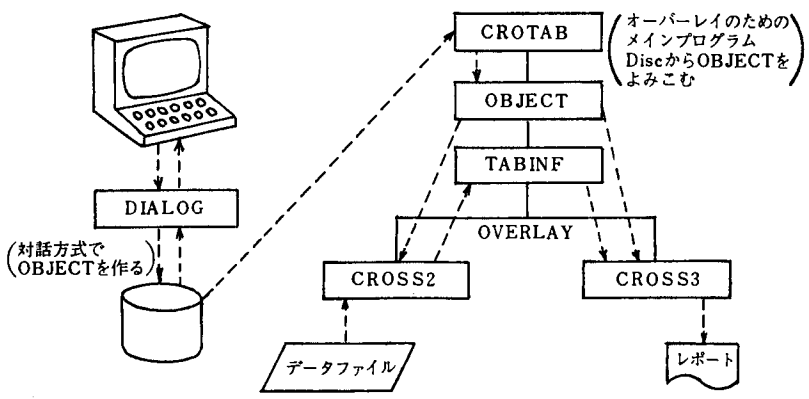 CROTAB
(オーバーレイのための
メインプログラム
DiscからOBJECTを
よみこむ)
OBJECT
TABINF
DIALOG
OVERLAY
(対話方式で
OBJECTを作る)
CROSS2
CROSS3
データファイル
レポート